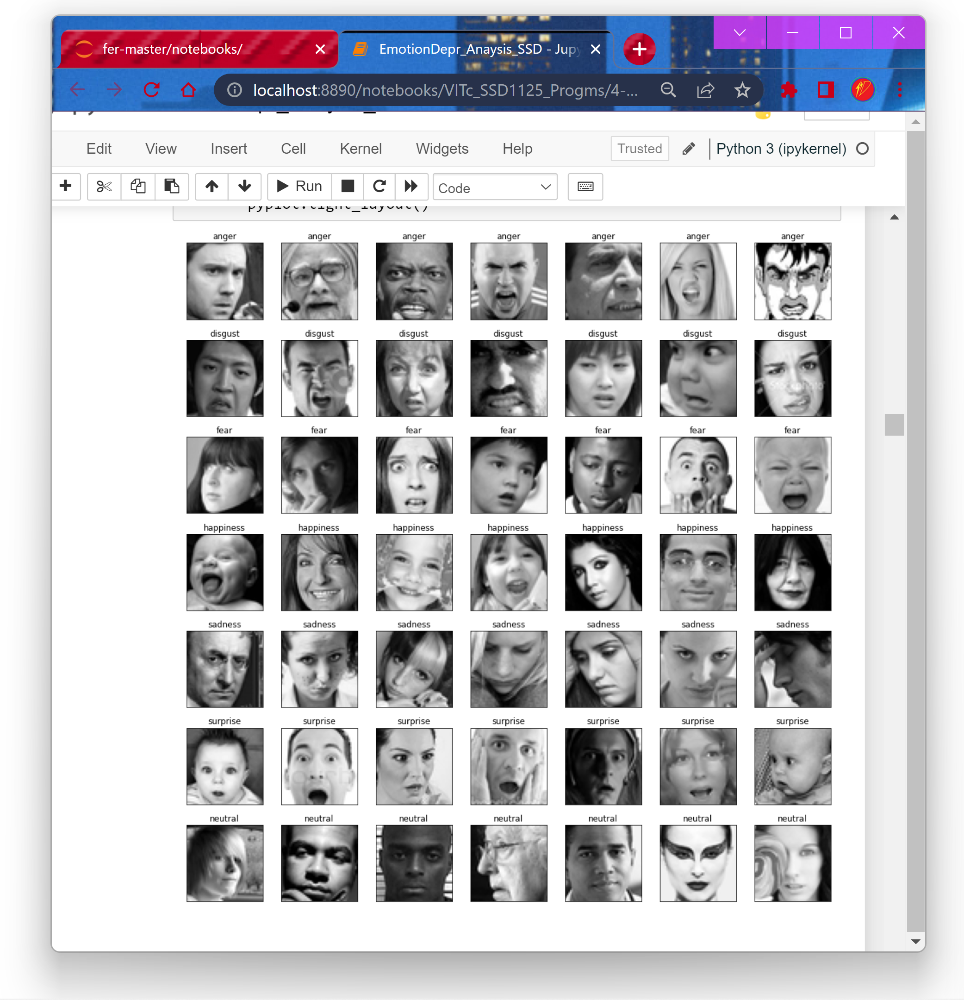 fer-master/notebooks/
EmotionDepr_Anaysis_SSD - Jupy
localhost:8890/notebooks/VITc_SSD1125_Progms/4-...
Edit View Insert Cell Kernel Widgets Help Trusted Python 3 (ipykernel)
Run Code
pyplot.tight_layout()
anger anger anger anger anger anger anger
disgust disgust disgust disgust disgust disgust disgust
fear fear fear fear fear fear fear
happiness happiness happiness happiness happiness happiness happiness
sadness sadness sadness sadness sadness sadness sadness
surprise surprise surprise surprise surprise surprise surprise
neutral neutral neutral neutral neutral neutral neutral